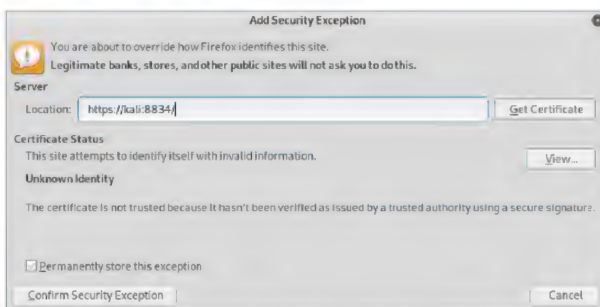 Add Security Exception
You are about to override how Firefox identifies this site.
Legitimate banks, stores, and other public sites will not ask you to do this.
Server
Location: https://kali:8834/ Get Certificate
Certificate Status
This site attempts to identify itself with invalid information. View...
Unknown Identity
The certificate is not trusted because it hasn't been verified as issued by a trusted authority using a secure signature.
Permanently store this exception
Confirm Security Exception Cancel